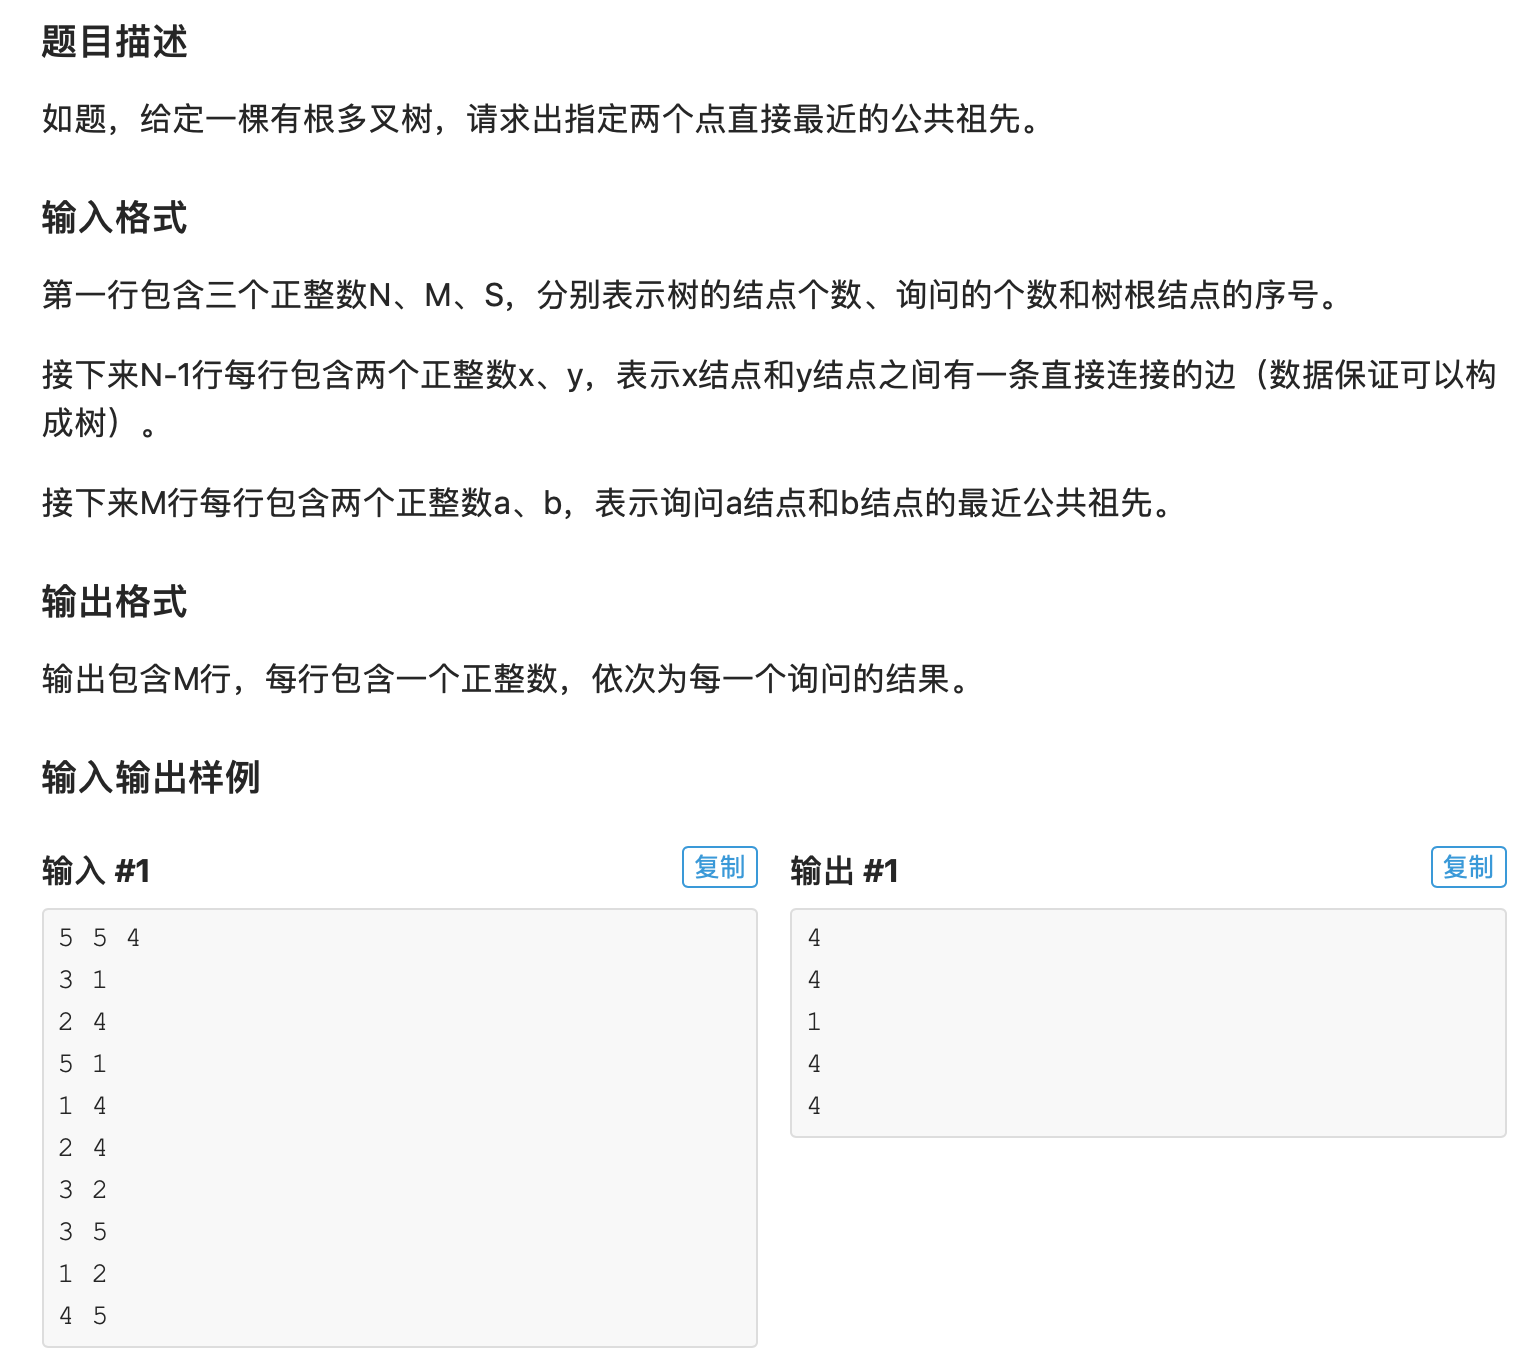 题目描述
如题，给定一棵有根多叉树，请求出指定两个点直接最近的公共祖先。
输入格式
第一行包含三个正整数N、M、S，分别表示树的结点个数、询问的个数和树根结点的序号。
接下来N-1行每行包含两个正整数x、y，表示x结点和y结点之间有一条直接连接的边（数据保证可以构
成树）。
接下来M行每行包含两个正整数a、b，表示询问a结点和b结点的最近公共祖先。
输出格式
输出包含M行，每行包含一个正整数，依次为每一个询问的结果。
输入输出样例
输入 #1
复制
5 5 4
3 1
2 4
5 1
1 4
2 4
3 2
3 5
1 2
4 5
输出 #1
复制
4
4
1
4
4